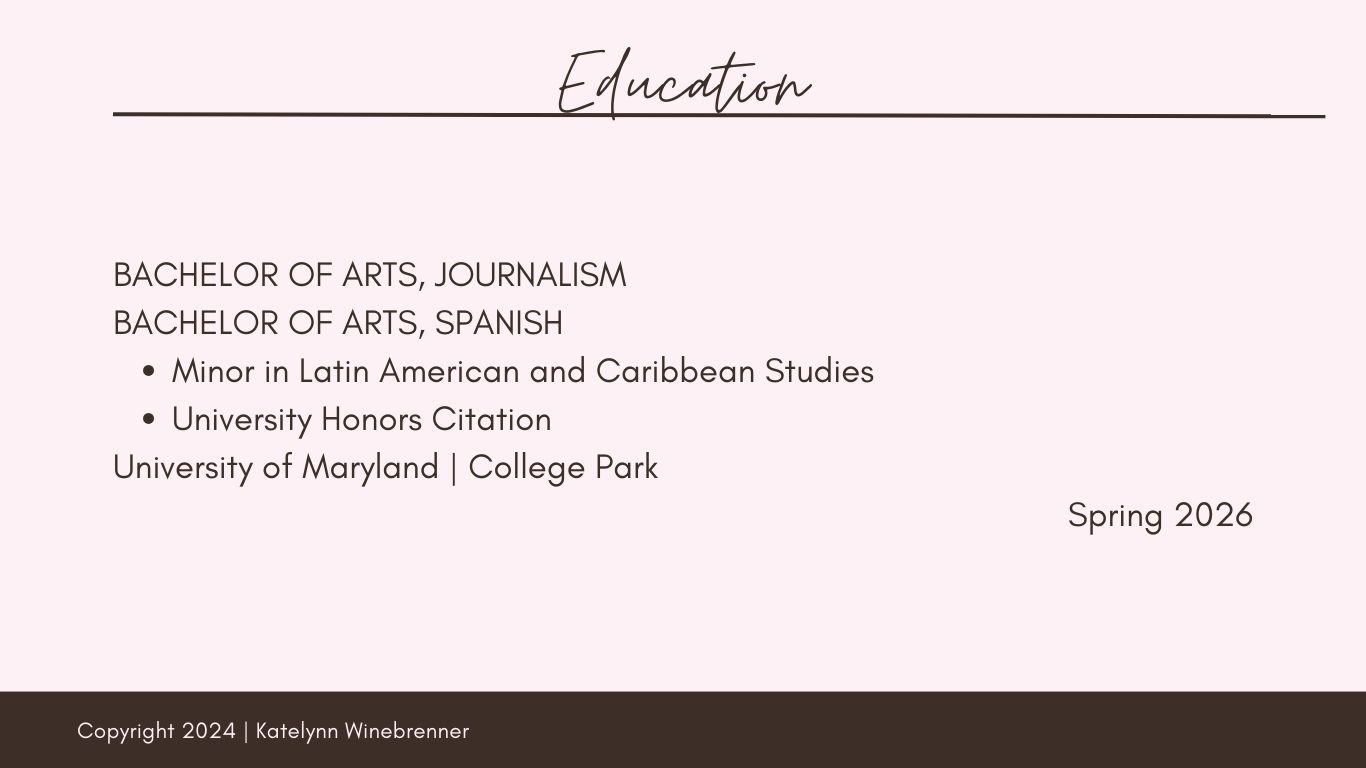 Education
BACHELOR OF ARTS, JOURNALISM
BACHELOR OF ARTS, SPANISH
• Minor in Latin American and Caribbean Studies
• University Honors Citation
University of Maryland | College Park
Spring 2026
Copyright 2024 | Katelynn Winebrenner